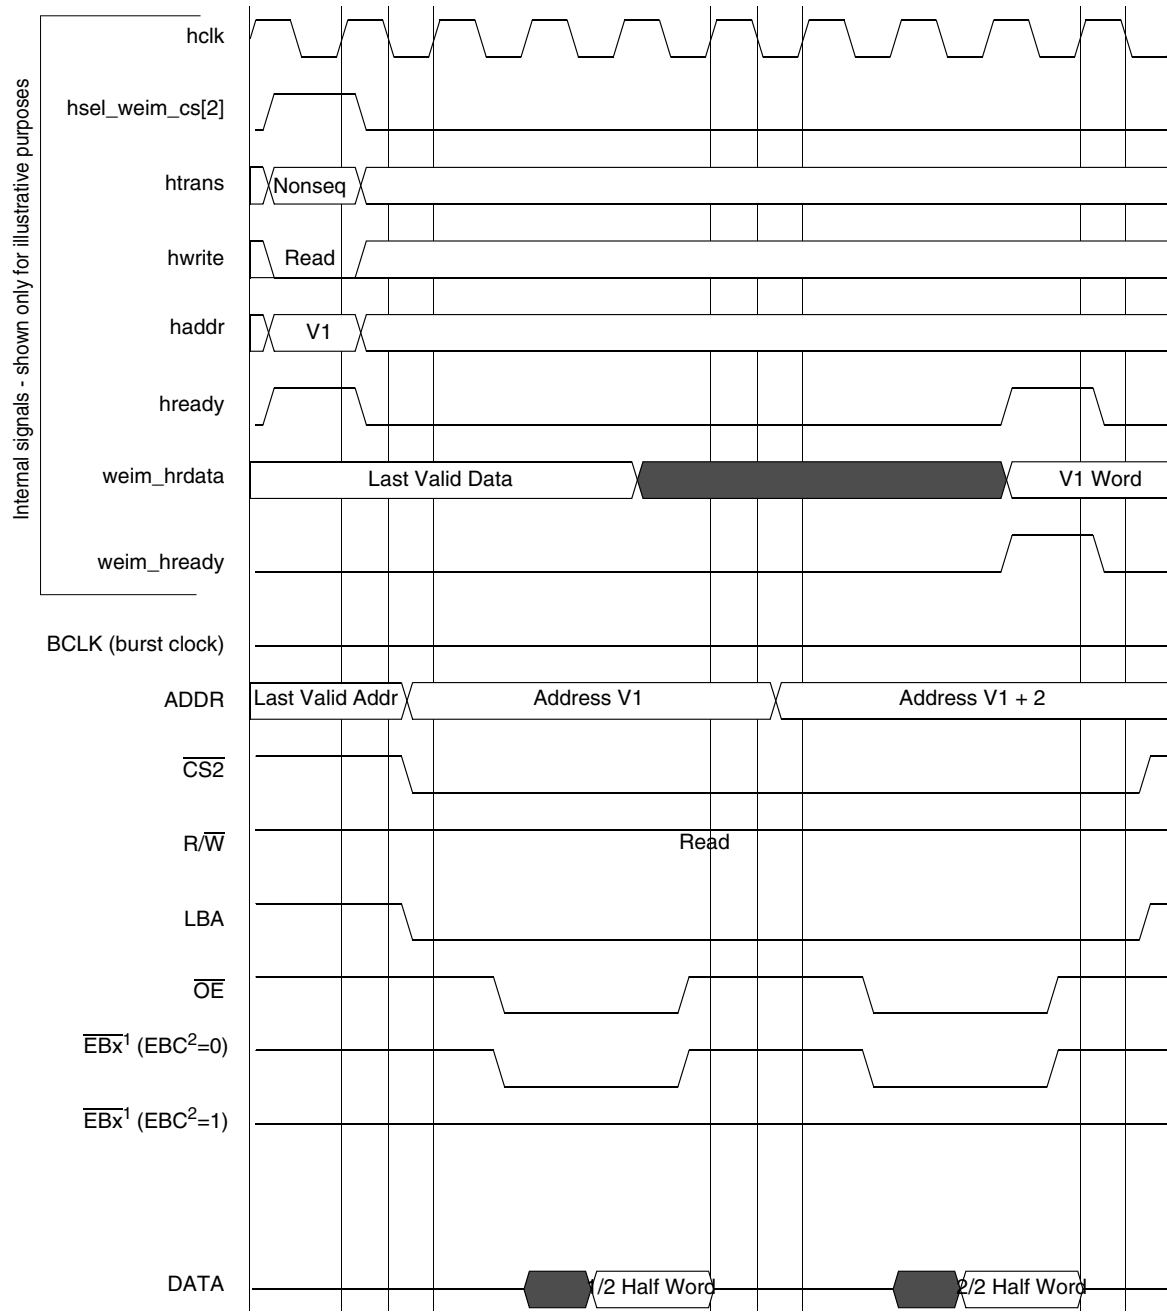 Internal signals - shown only for illustrative purposes
hclk
hsel_weim_cs[2]
htrans
Nonseq
hwrite
Read
haddr
V1
hready
weim_hrdata
Last Valid Data
V1 Word
weim_hready
BCLK (burst clock)
ADDR
Last Valid Addr
Address V1
Address V1 + 2
CS2
R/W
Read
LBA
OE
EBx1 (EBC2=0)
EBx1 (EBC2=1)
DATA
1/2 Half Word
2/2 Half Word